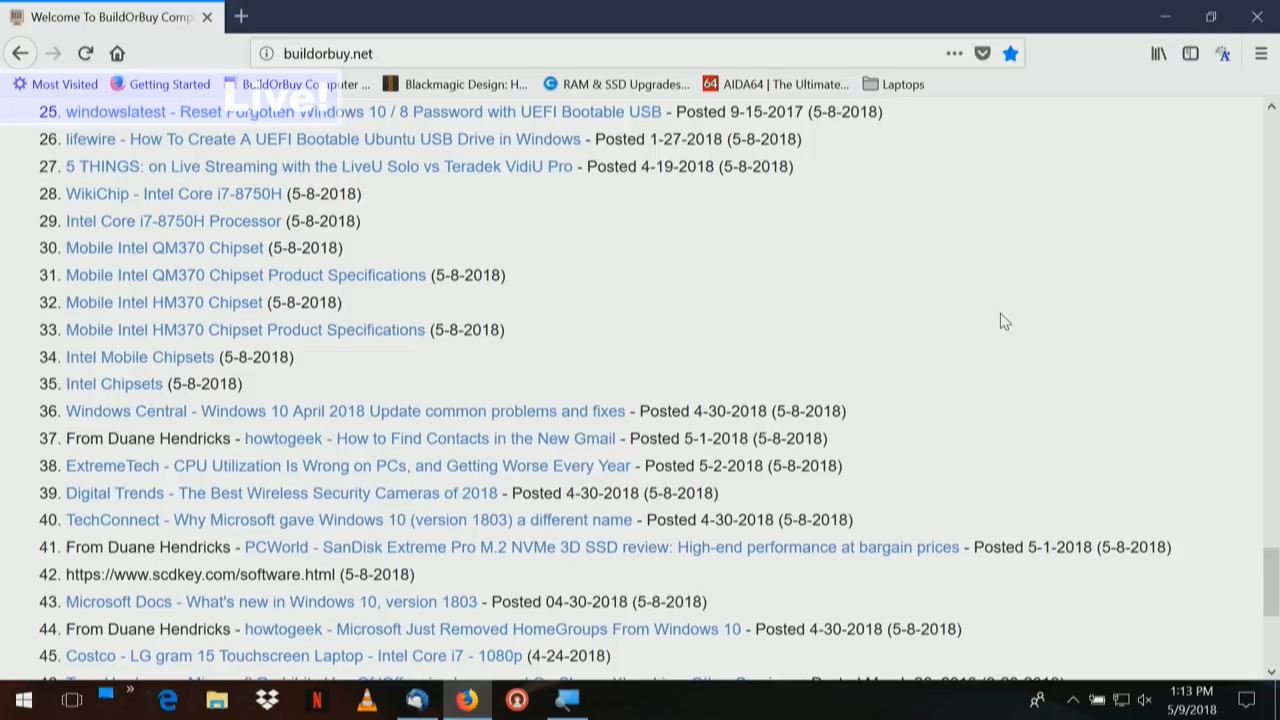 Welcome To BuildOrBuy Comp
buildorbuy.net
Most Visited
Getting Started
BuildOrBuy Computer ...
Blackmagic Design: H...
RAM & SSD Upgrades...
64 AIDA64 | The Ultimate...
Laptops
Live!
25. windowslatest - Reset Forgotten Windows 10 / 8 Password with UEFI Bootable USB - Posted 9-15-2017 (5-8-2018)
26. lifewire - How To Create A UEFI Bootable Ubuntu USB Drive in Windows - Posted 1-27-2018 (5-8-2018)
27. 5 THINGS: on Live Streaming with the LiveU Solo vs Teradek VidiU Pro - Posted 4-19-2018 (5-8-2018)
28. WikiChip - Intel Core i7-8750H (5-8-2018)
29. Intel Core i7-8750H Processor (5-8-2018)
30. Mobile Intel QM370 Chipset (5-8-2018)
31. Mobile Intel QM370 Chipset Product Specifications (5-8-2018)
32. Mobile Intel HM370 Chipset (5-8-2018)
33. Mobile Intel HM370 Chipset Product Specifications (5-8-2018)
34. Intel Mobile Chipsets (5-8-2018)
35. Intel Chipsets (5-8-2018)
36. Windows Central - Windows 10 April 2018 Update common problems and fixes - Posted 4-30-2018 (5-8-2018)
37. From Duane Hendricks - howtogeek - How to Find Contacts in the New Gmail - Posted 5-1-2018 (5-8-2018)
38. ExtremeTech - CPU Utilization Is Wrong on PCs, and Getting Worse Every Year - Posted 5-2-2018 (5-8-2018)
39. Digital Trends - The Best Wireless Security Cameras of 2018 - Posted 4-30-2018 (5-8-2018)
40. TechConnect - Why Microsoft gave Windows 10 (version 1803) a different name - Posted 4-30-2018 (5-8-2018)
41. From Duane Hendricks - PCWorld - SanDisk Extreme Pro M.2 NVMe 3D SSD review: High-end performance at bargain prices - Posted 5-1-2018 (5-8-2018)
42. https://www.scdkey.com/software.html (5-8-2018)
43. Microsoft Docs - What's new in Windows 10, version 1803 - Posted 04-30-2018 (5-8-2018)
44. From Duane Hendricks - howtogeek - Microsoft Just Removed HomeGroups From Windows 10 - Posted 4-30-2018 (5-8-2018)
45. Costco - LG gram 15 Touchscreen Laptop - Intel Core i7 - 1080p (4-24-2018)
1:13 PM
5/9/2018